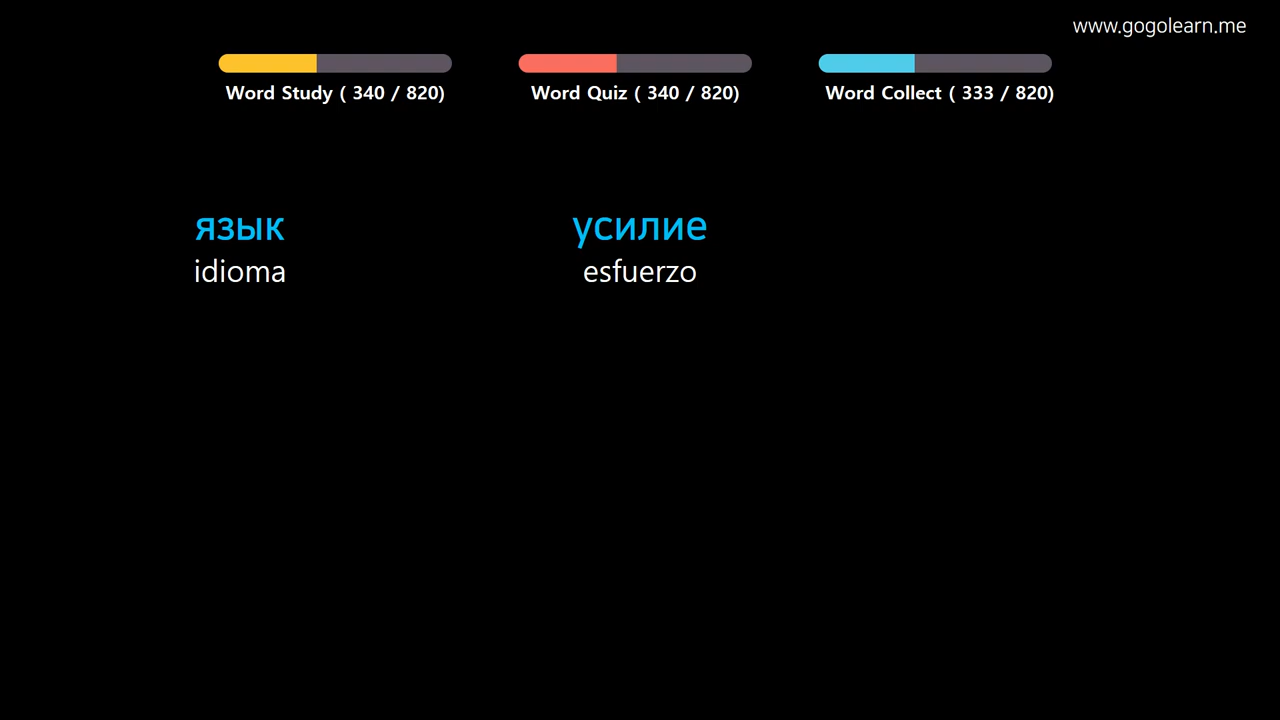 www.gogolearn.me
Word Study ( 340 / 820)
Word Quiz ( 340 / 820)
Word Collect ( 333 / 820)
язык
idioma
усилие
esfuerzo